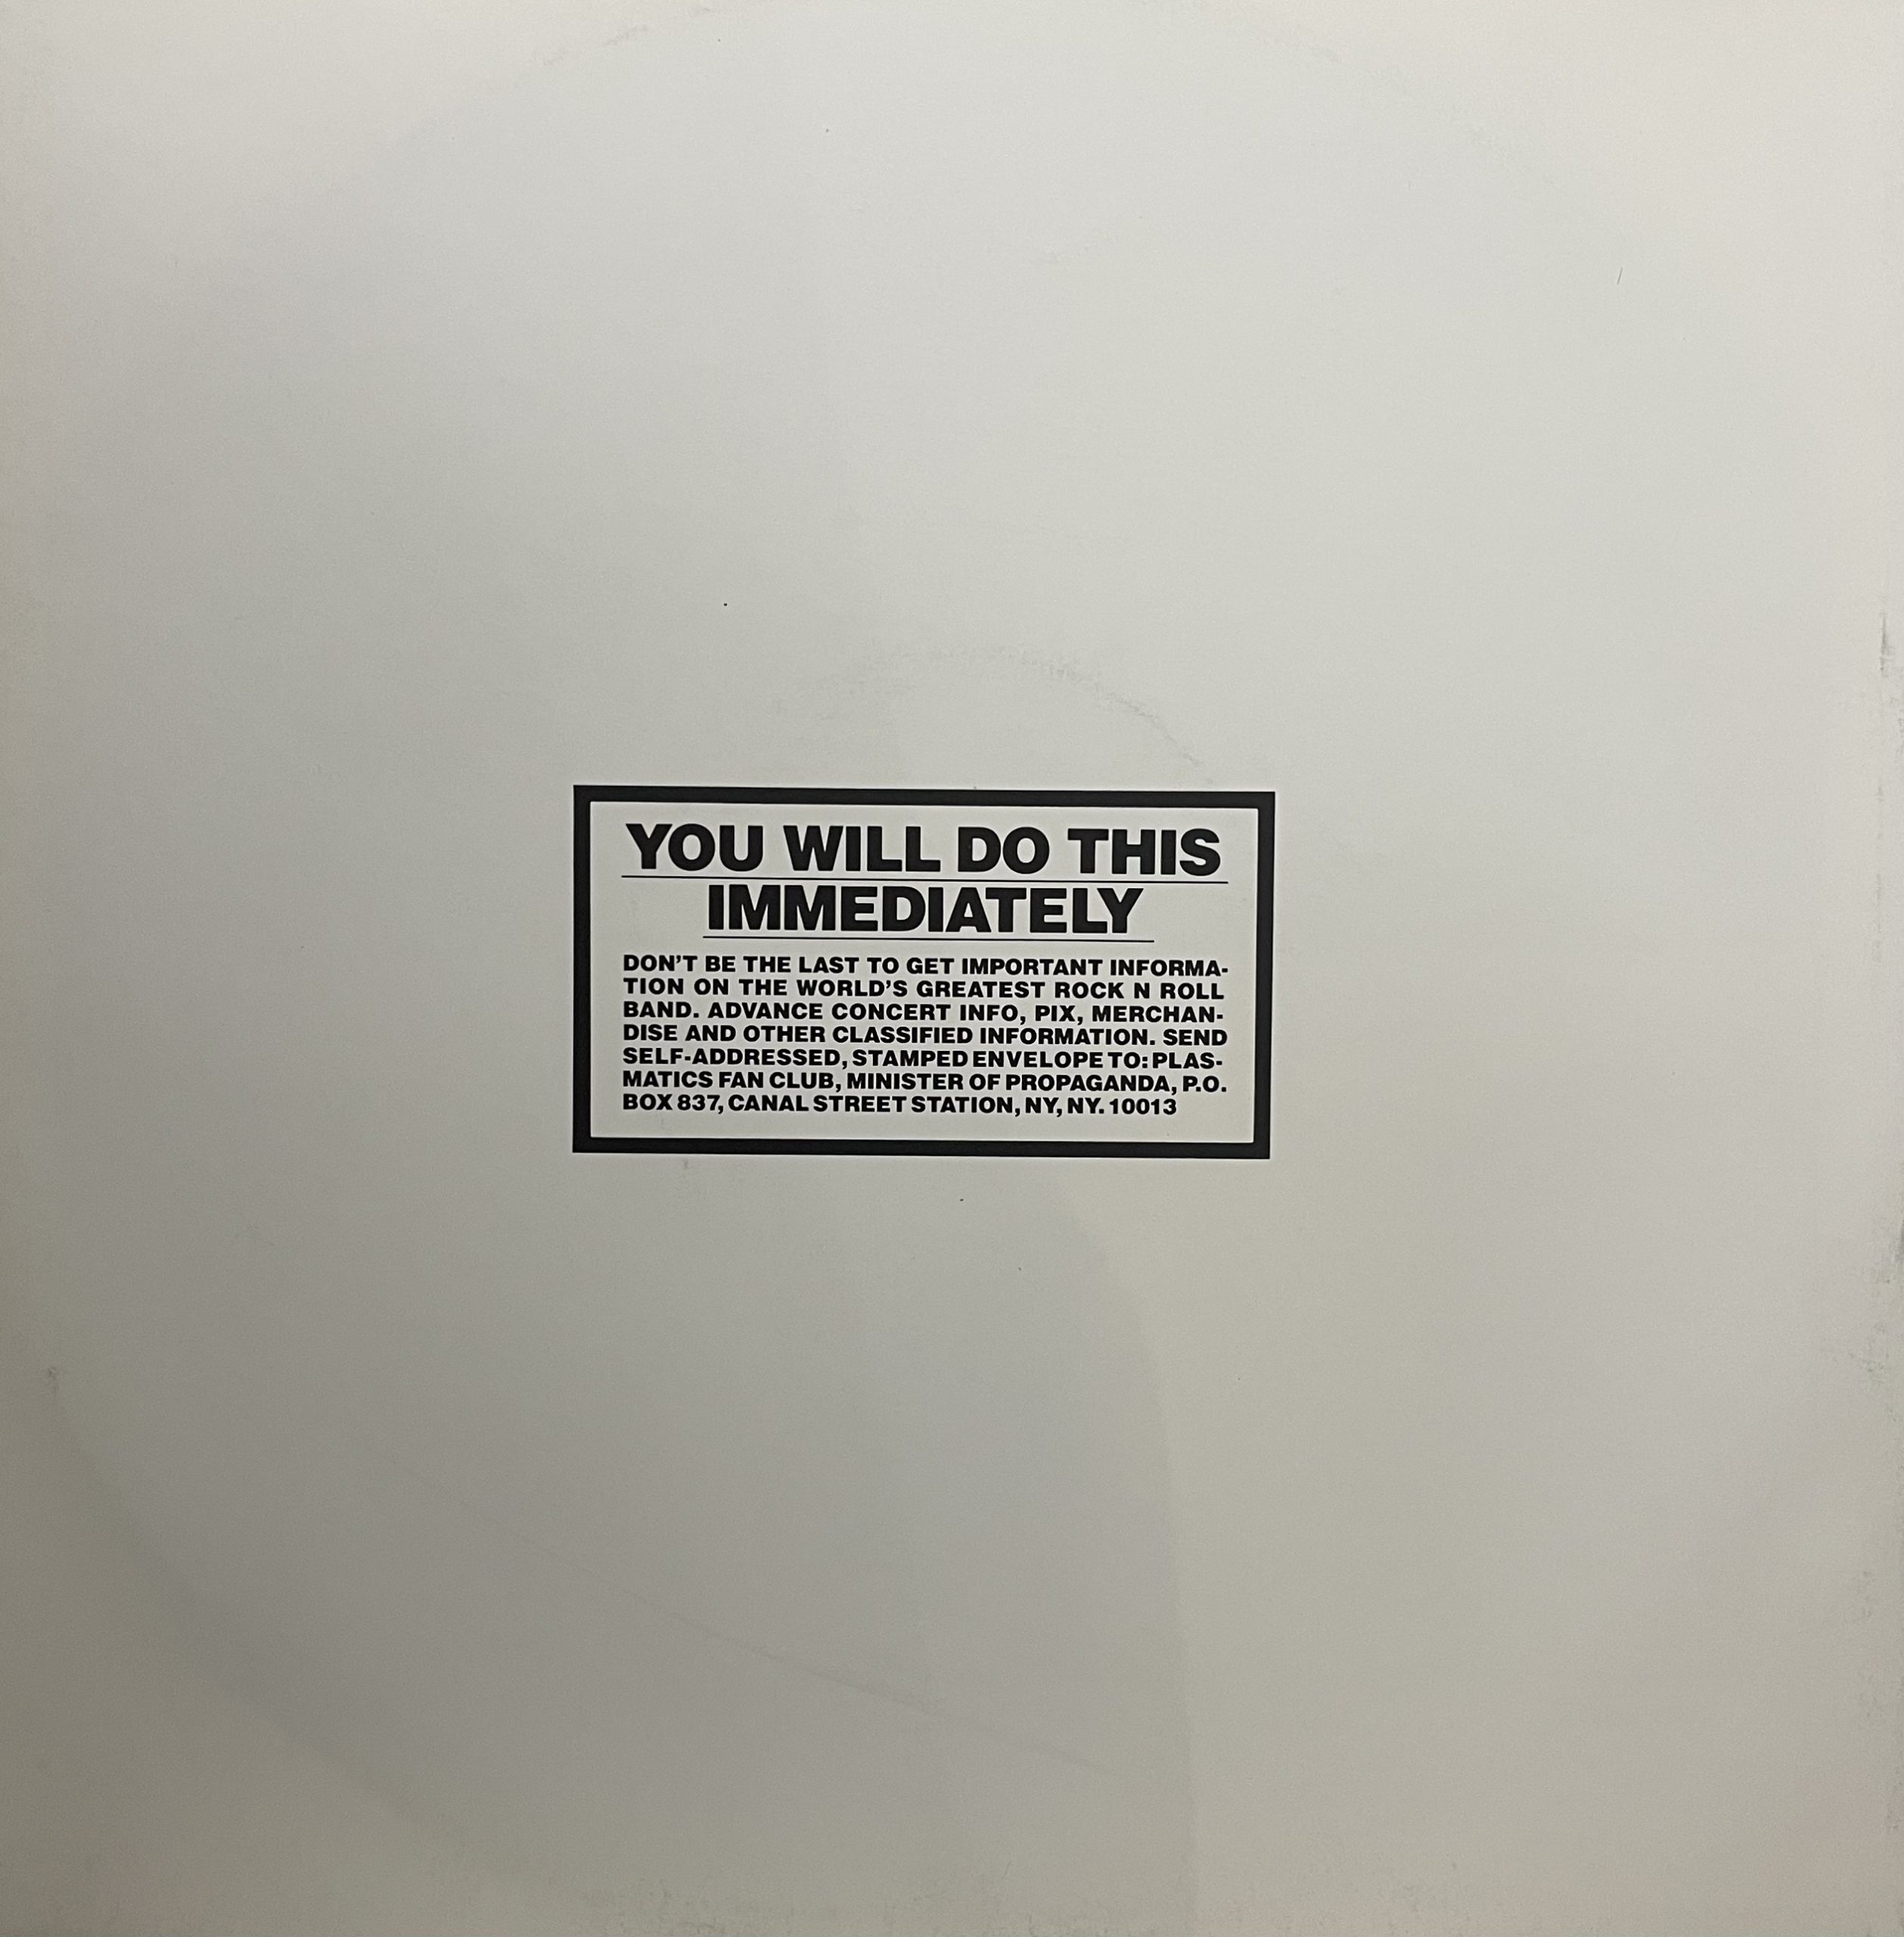 YOU WILL DO THIS
IMMEDIATELY
DON'T BE THE LAST TO GET IMPORTANT INFORMA-
TION ON THE WORLD'S GREATEST ROCK N ROLL
BAND. ADVANCE CONCERT INFO, PIX, MERCHAN-
DISE AND OTHER CLASSIFIED INFORMATION. SEND
SELF-ADDRESSED, STAMPED ENVELOPE TO: PLAS-
MATICS FAN CLUB, MINISTER OF PROPAGANDA, P.O.
BOX 837, CANAL STREET STATION, NY, NY. 10013